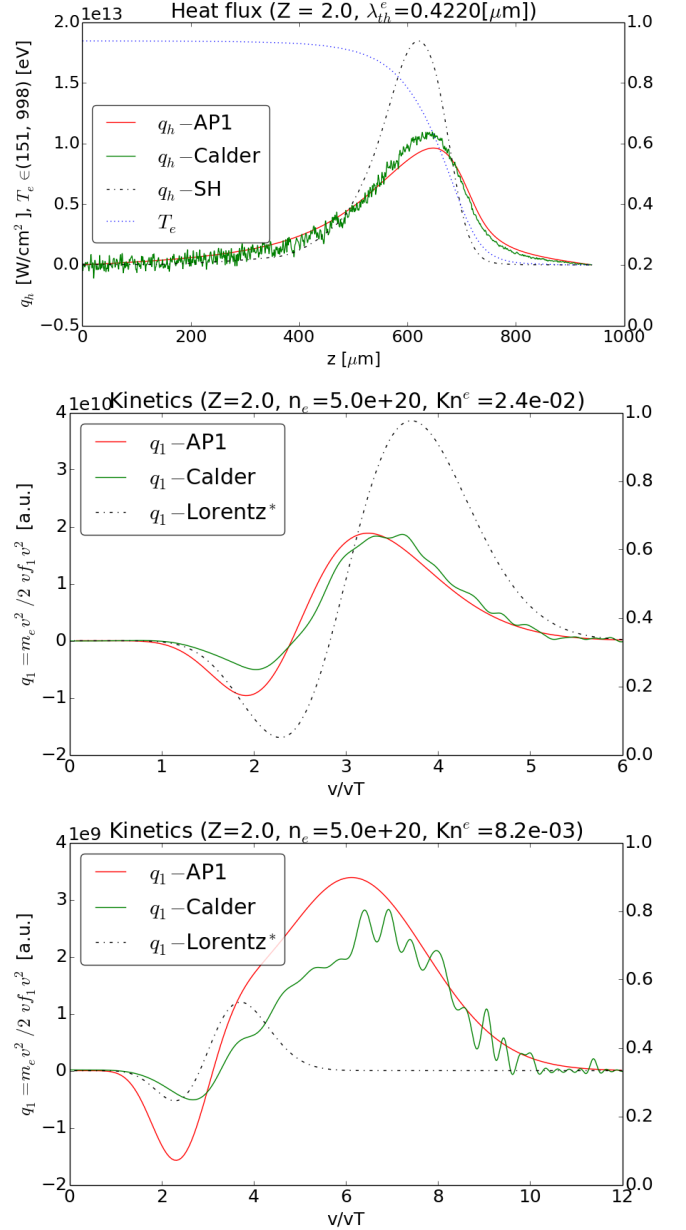 Heat flux (Z = 2.0, λ_th^e=0.4220[μm])
1e13
2.0 1.5 1.0 0.5 0.0 −0.5
q_h [W/cm² ], T_e ∈(151, 998) [eV]
q_h−AP1
q_h−Calder
q_h−SH
T_e
1.0 0.8 0.6 0.4 0.2 0.0
0 200 400 600 800 1000
z [μm]
1e10
Kinetics (Z=2.0, n_e=5.0e+20, Kn^e =2.4e-02)
4 3 2 1 0 −1 −2
q_1 = m_e v² /2 v f_1 v² [a.u.]
q_1−AP1
q_1−Calder
q_1−Lorentz*
1.0 0.8 0.6 0.4 0.2 0.0
0 1 2 3 4 5 6
v/vT
1e9
Kinetics (Z=2.0, n_e=5.0e+20, Kn^e =8.2e-03)
4 3 2 1 0 −1 −2
q_1 = m_e v² /2 v f_1 v² [a.u.]
q_1−AP1
q_1−Calder
q_1−Lorentz*
1.0 0.8 0.6 0.4 0.2 0.0
0 2 4 6 8 10 12
v/vT